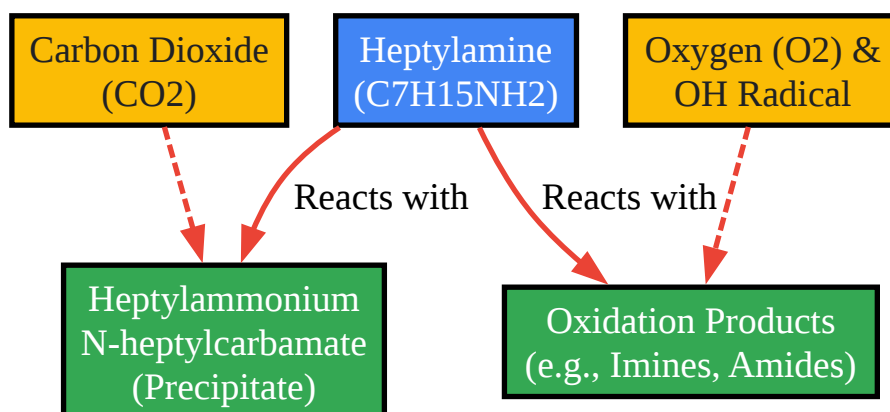 Carbon Dioxide
(CO2)
Heptylamine
(C7H15NH2)
Oxygen (O2) &
OH Radical
Reacts with
Reacts with
Heptylammonium
N-heptylcarbamate
(Precipitate)
Oxidation Products
(e.g., Imines, Amides)